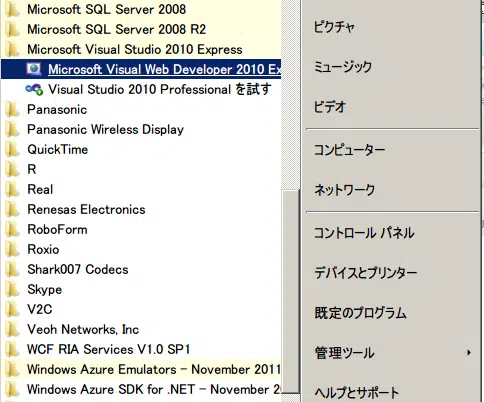 Microsoft SQL Server 2008
Microsoft SQL Server 2008 R2
Microsoft Visual Studio 2010 Express
Microsoft Visual Web Developer 2010 Ex
Visual Studio 2010 Professional を試す
Panasonic
Panasonic Wireless Display
QuickTime
R
Real
Renesas Electronics
RoboForm
Roxio
Shark007 Codecs
Skype
V2C
Veoh Networks, Inc
WCF RIA Services V1.0 SP1
Windows Azure Emulators - November 2011
Windows Azure SDK for .NET - November 2
ピクチャ
ミュージック
ビデオ
コンピューター
ネットワーク
コントロール パネル
デバイスとプリンター
既定のプログラム
管理ツール
ヘルプとサポート